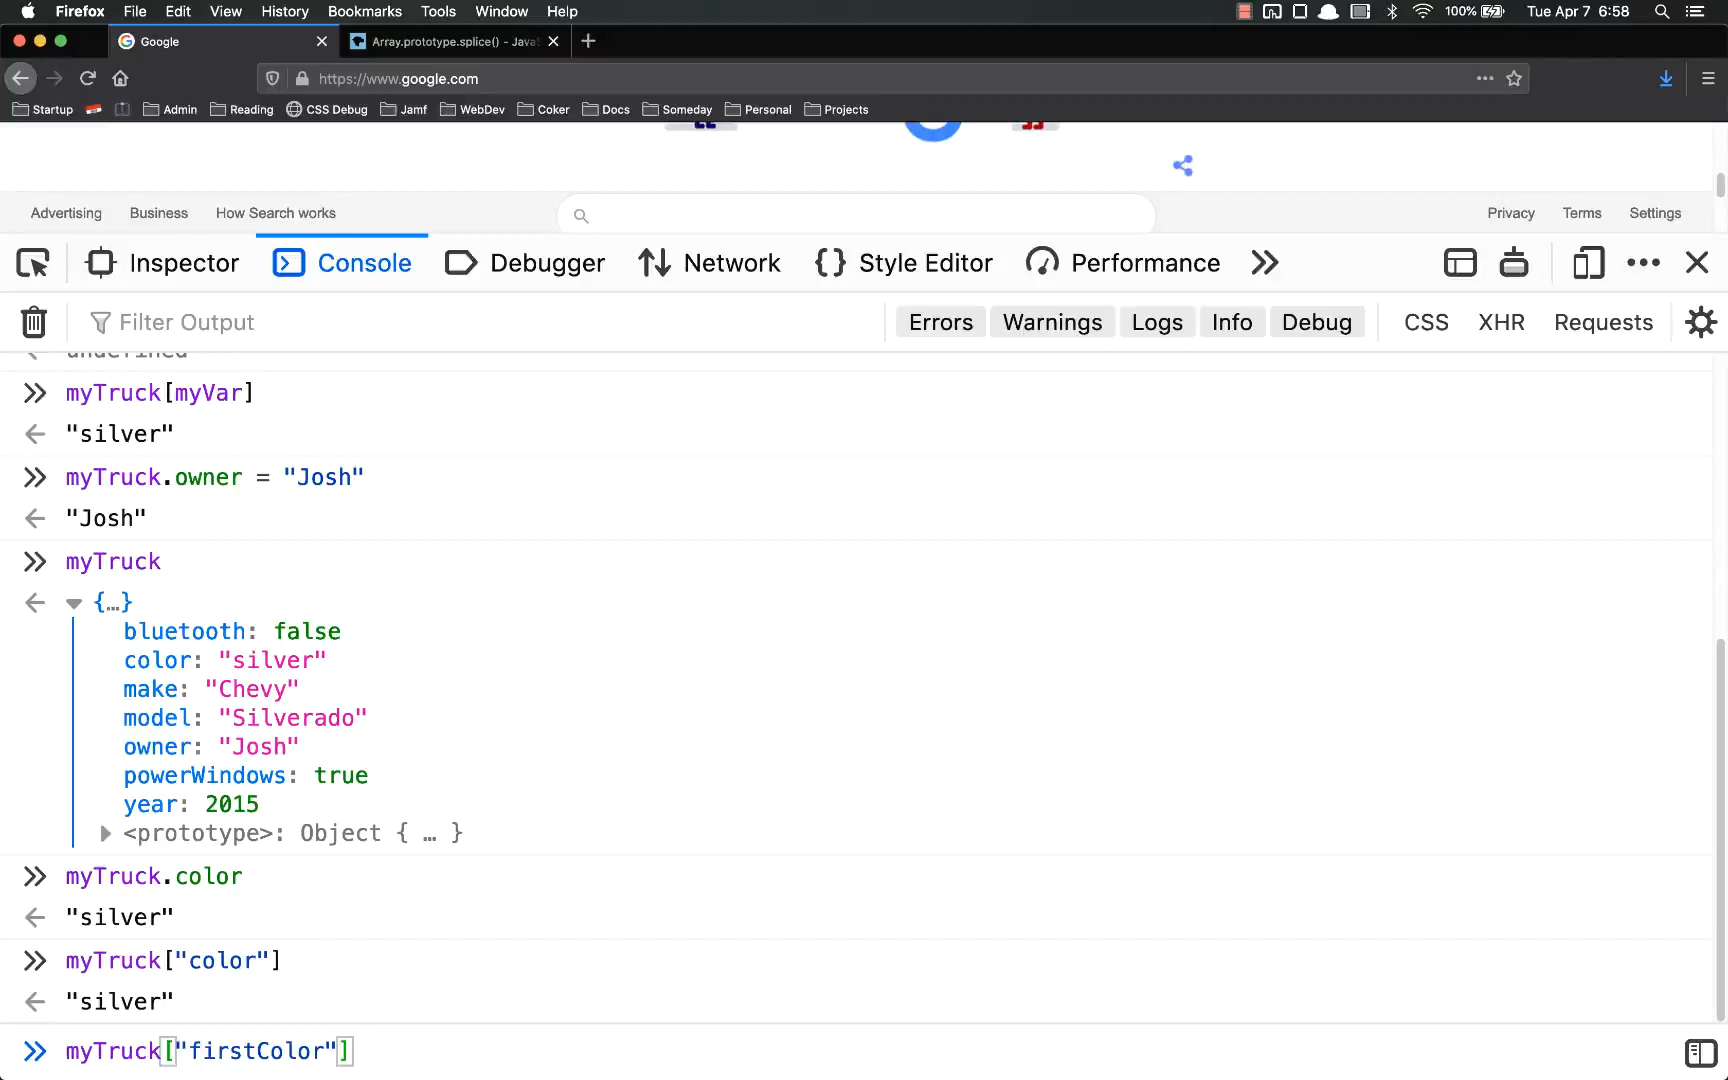 Firefox File Edit View History Bookmarks Tools Window Help 100% Tue Apr 7 6:58
Google Array.prototype.splice() - Java
https://www.google.com
Startup Admin Reading CSS Debug Jamf WebDev Coker Docs Someday Personal Projects
Advertising Business How Search works Privacy Terms Settings
Inspector Console Debugger Network Style Editor Performance
Filter Output Errors Warnings Logs Info Debug CSS XHR Requests
undefined
myTruck[myVar]
"silver"
myTruck.owner = "Josh"
"Josh"
myTruck
{…}
bluetooth: false
color: "silver"
make: "Chevy"
model: "Silverado"
owner: "Josh"
powerWindows: true
year: 2015
<prototype>: Object { … }
myTruck.color
"silver"
myTruck["color"]
"silver"
myTruck["firstColor"]